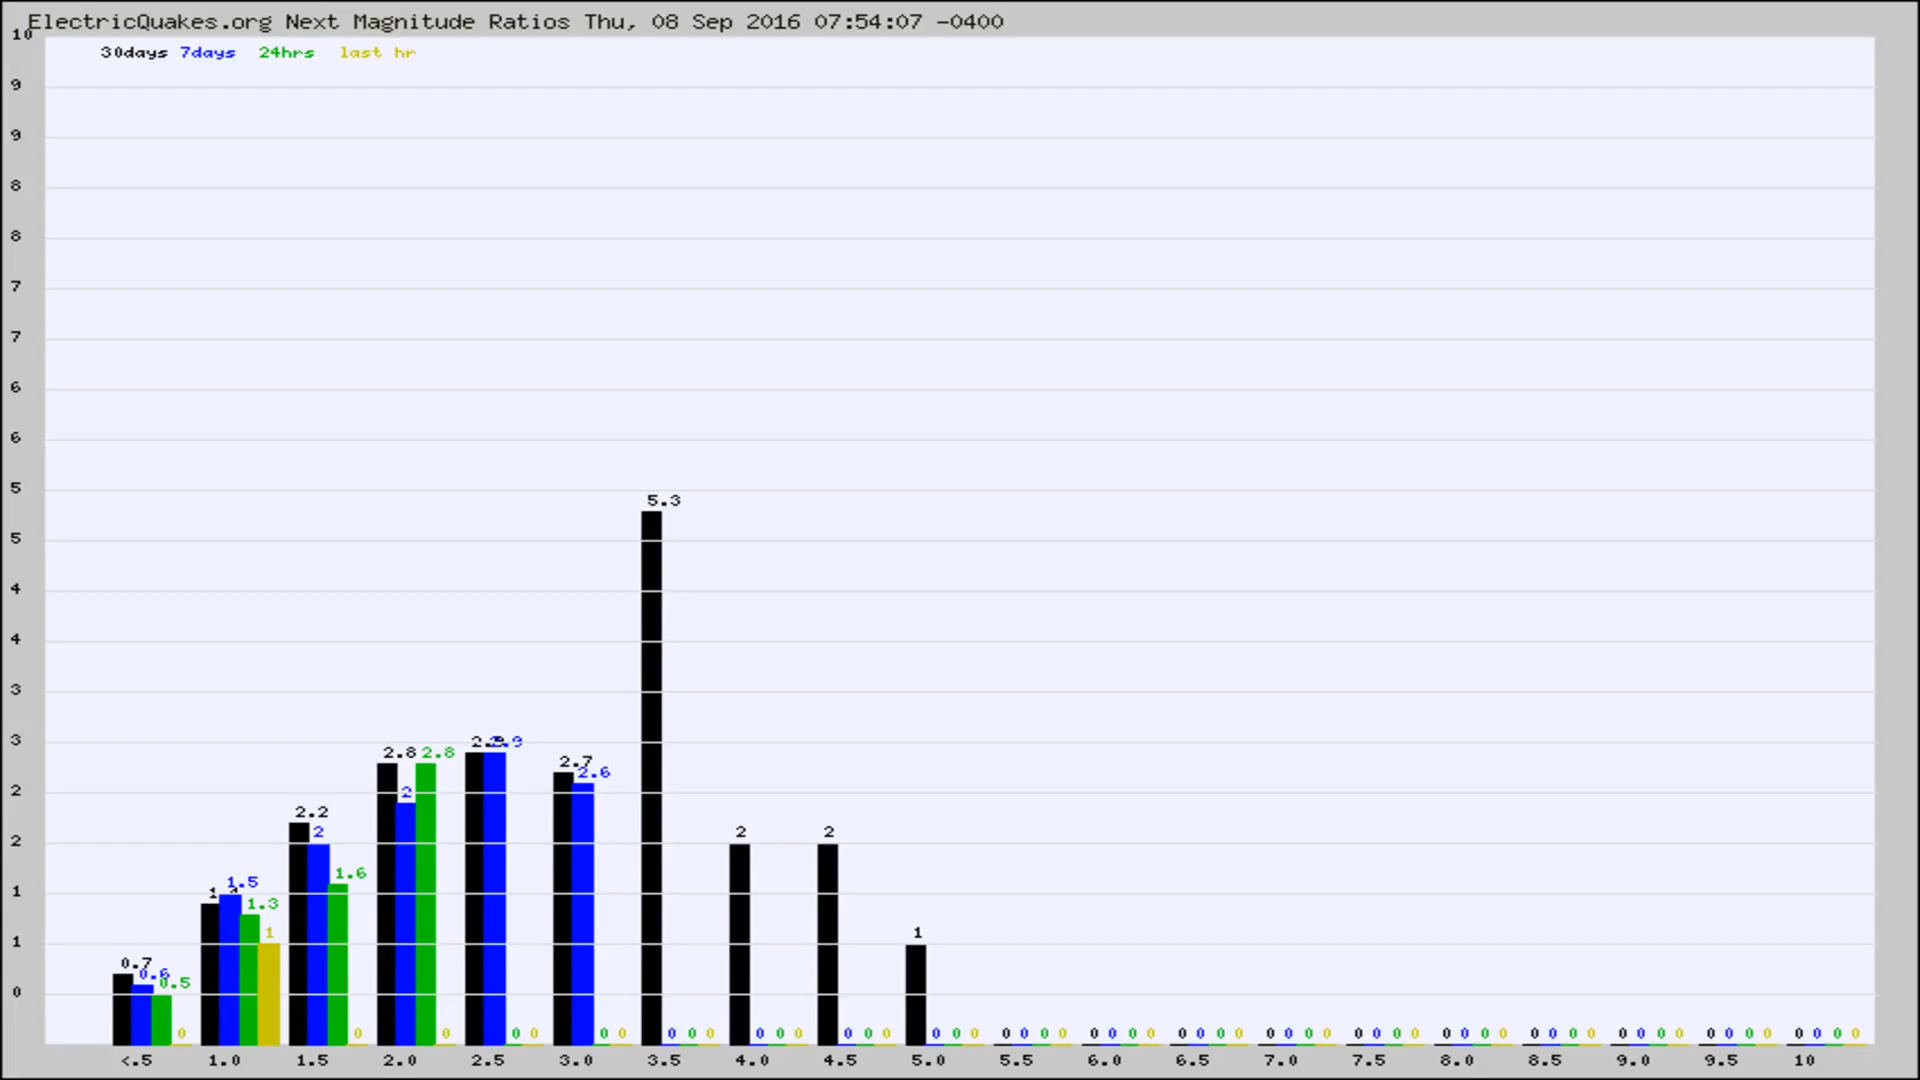 ElectricQuakes.org Next Magnitude Ratios Thu, 08 Sep 2016 07:54:07 -0400
10
30days 7days 24hrs last hr
9
9
8
8
7
7
6
6
5
5.3
5
4
4
3
3
2.8 2.8 2.9
2.7 2.6
2 2
2.2 2 2 2
1.6
1.5
1 1.3
1 1 1
0.7 0.6 0.5
0
0 0 0 0 0 0 0 0 0 0 0 0 0 0 0 0 0 0 0 0 0 0 0 0 0 0 0 0 0 0 0 0 0 0 0 0 0 0 0 0 0 0 0 0 0 0 0 0 0 0 0 0 0 0 0 0 0 0 0 0 0 0
<.5 1.0 1.5 2.0 2.5 3.0 3.5 4.0 4.5 5.0 5.5 6.0 6.5 7.0 7.5 8.0 8.5 9.0 9.5 10